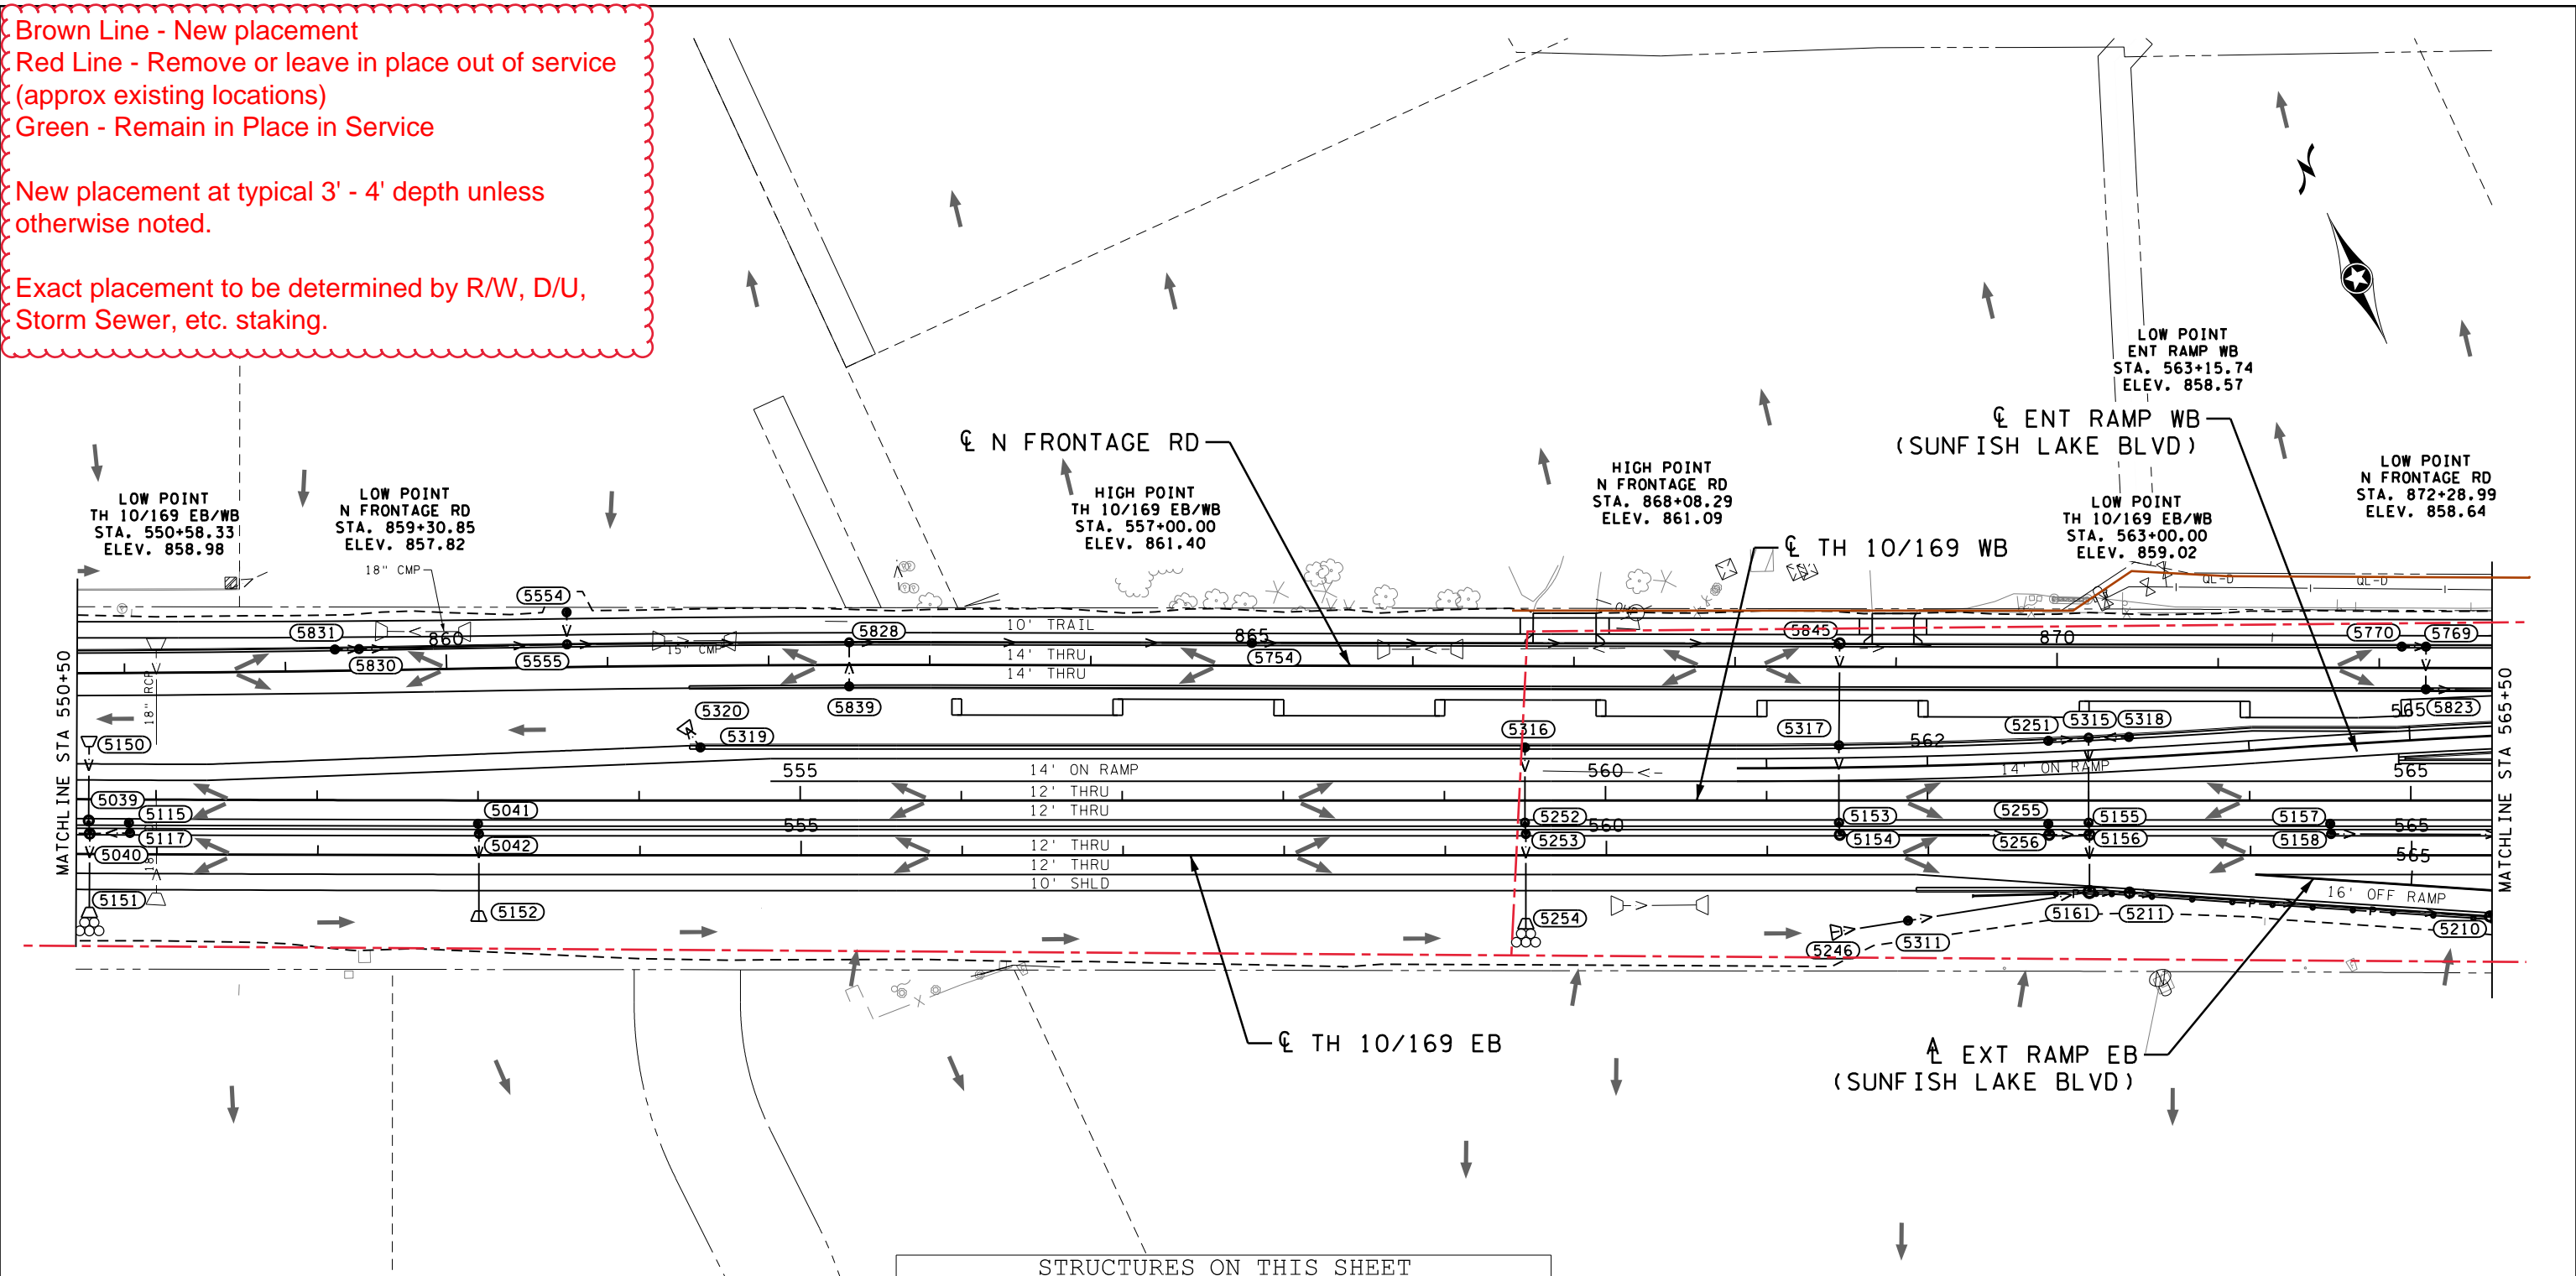 Brown Line - New placement
Red Line - Remove or leave in place out of service
(approx existing locations)
Green - Remain in Place in Service
New placement at typical 3' - 4' depth unless
otherwise noted.
Exact placement to be determined by R/W, D/U,
Storm Sewer, etc. staking.
LOW POINT
ENT RAMP WB
STA. 563+15.74
ELEV. 858.57
℄ ENT RAMP WB
(SUNFISH LAKE BLVD)
℄ N FRONTAGE RD
LOW POINT
TH 10/169 EB/WB
STA. 550+58.33
ELEV. 858.98
LOW POINT
N FRONTAGE RD
STA. 859+30.85
ELEV. 857.82
HIGH POINT
TH 10/169 EB/WB
STA. 557+00.00
ELEV. 861.40
HIGH POINT
N FRONTAGE RD
STA. 868+08.29
ELEV. 861.09
LOW POINT
TH 10/169 EB/WB
STA. 563+00.00
ELEV. 859.02
LOW POINT
N FRONTAGE RD
STA. 872+28.99
ELEV. 858.64
℄ TH 10/169 WB
18" CMP
QL-D QL-D
5554
10' TRAIL
5831 860 5828 865 5845 870 5770 5769
5830 5555 15" CMP 14' THRU 5754
14' THRU
18" RCP
5839 565 5823
5320 5251 5315 5318
5150 5319 5316 5317 562
555 14' ON RAMP 560 14' ON RAMP 565
12' THRU
5039 5041 12' THRU 5255
5115 555 5252 560 5153 5155 5157 565
5117 5042 12' THRU 5253 5154 5256 5156 5158
5040 12' THRU 565
10' SHLD 16' OFF RAMP
5151 5152 5254 5161 5211 5210
5246 5311
MATCHLINE STA 550+50
MATCHLINE STA 565+50
℄ TH 10/169 EB
EXT RAMP EB
(SUNFISH LAKE BLVD)
STRUCTURES ON THIS SHEET